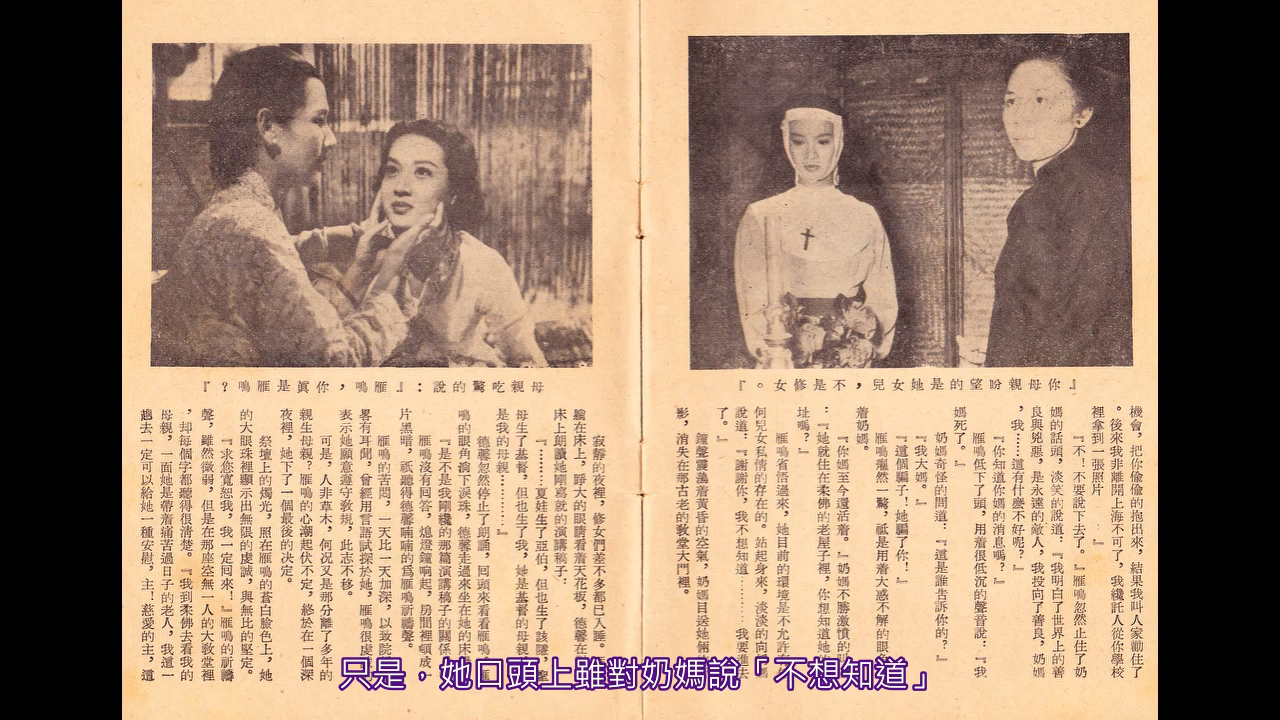 『你母親盼望的是她女兒，不是修女。』
機會，把你偷偷的抱出來，結果我叫人家勸住了
。後來我非離開上海不可了，我纔託人從你學校
裡拿到一張照片………………』
『不！不要說下去了。』雁鳴忽然止住了奶
媽的話頭，淡笑的說道：『我明白了世界上的善
良與兇惡，是永遠的敵人，我投向了善良，奶媽
，我……這有什麽不好呢？』
『你知道你媽的消息嗎？』
雁鳴低下了頭，用着很低沉的聲音說：『我
媽死了。』
奶媽奇怪的問道：『這是誰告訴你的？』
『我大媽。』
『這個騙子！她騙了你！』
雁鳴矍然一驚，祇是用着大惑不解的眼
着奶媽。
『你媽至今還活着。』奶媽不勝激憤的
：『她就住在柔佛的老屋子裡，你想知道她
址嗎？』
雁鳴省悟過來，她目前的環境是不允許
何兒女私情的存在的。站起身來，淡淡的向
說道：『謝謝你，我不想知道………我要進去
了。』
鐘聲震蕩着黃昏的空氣，奶媽目送她倆
影，消失在那古老的教堂大門裡。
母親吃驚的說：『雁鳴，你眞是雁鳴？』
寂靜的夜裡，修女們差不多都已入睡。
躺在床上，睜大的眼睛看着天花板，德馨在
床上朗讀她剛寫就的演講稿子：
『………夏娃生了亞伯，但也生了該隱，
母生了基督，但也生了我，她是基督的母親
是我的母親…………』
德馨忽然停止了朗誦，囘頭來看看雁鳴
鳴的眼角淌下淚珠，德馨走過來坐在她的床
『是不是我剛纔的那篇演講稿子的關係
雁鳴沒有回答，熄燈鐘響起，房間裡頓成
片黑暗，祇聽得德馨喃喃的爲雁鳴祈禱聲。
雁鳴的苦悶，一天比一天加深，以致院
畧有耳聞，曾經用言語試探於她，雁鳴很處
表示她願意遵守教規，此志不移。
可是，人非草木，何況又是那分離了多年的
親生母親？雁鳴的心潮起伏不定，終於在一個深
夜裡，她下了一個最後的决定。
祭壇上的燭光，照在雁鳴的蒼白臉色上，她
的大眼珠裡顯示出無限的虔誠，與無比的堅定。
『求您寬恕我，我一定囘來！』雁鳴的祈禱
聲，雖然微弱，但是在那座空無一人的大教堂裡
，却每個字都聽得很清楚。『我到柔佛去看我的
母親，一面她是帶着痛苦過日子的老人，我這一
趟去一定可以給她一種安慰，主！慈愛的主，這
只是，她口頭上雖對奶媽說「不想知道」